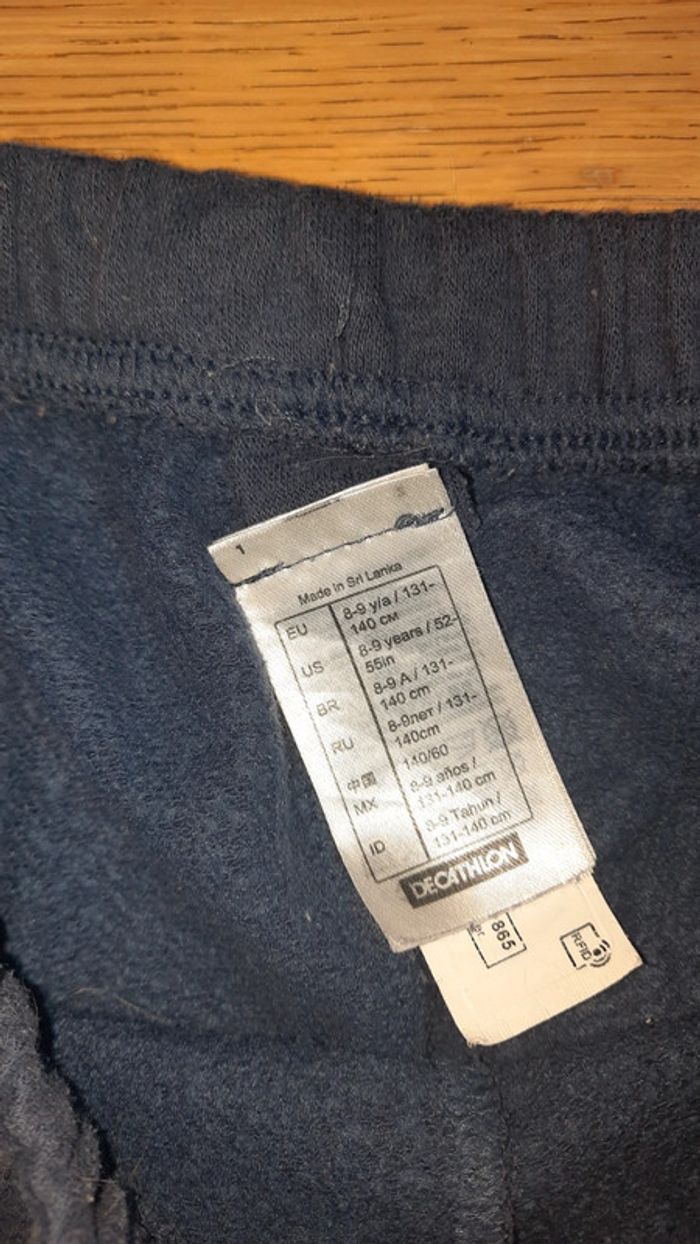 1
Made in Sri Lanka
EU 8-9 y/a / 131-
140 CM
US 8-9 years / 52-
55in
BR 8-9 A / 131-
140 cm
RU 8-9лет / 131-
140cm
中国 140/60
MX 8-9 años /
131-140 cm
ID 8-9 Tahun /
131-140 cm
DECATHLON
865
RFID